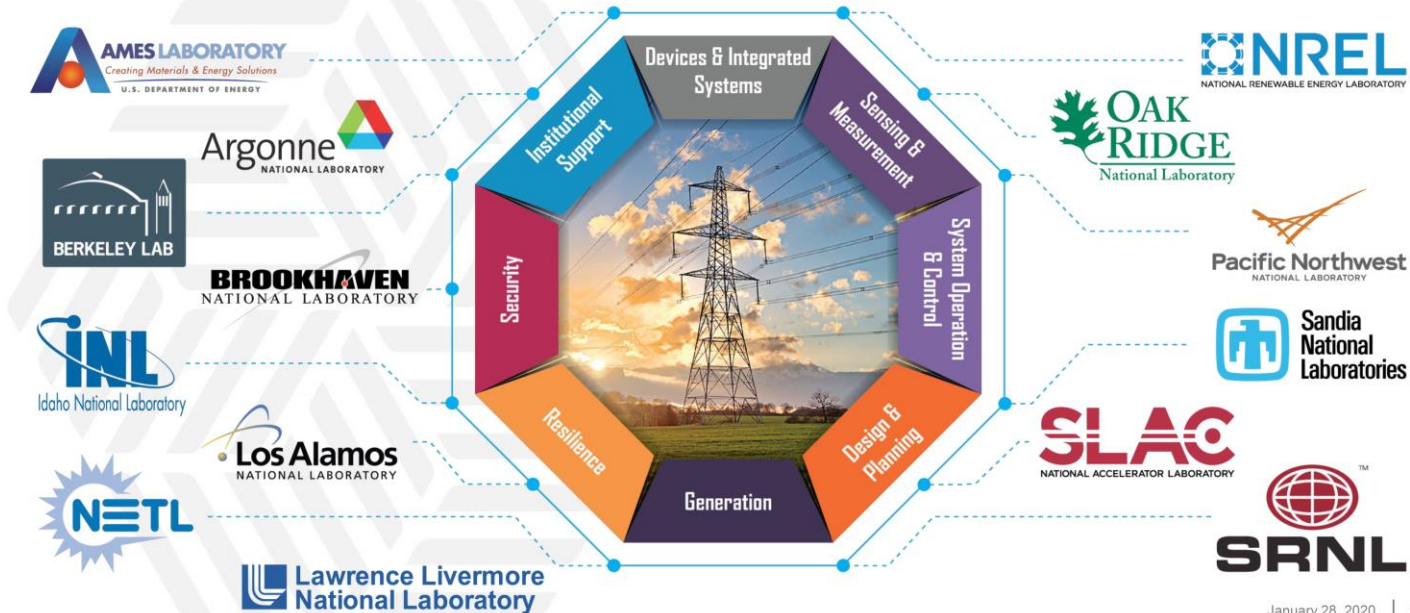 AMES LABORATORY
Creating Materials & Energy Solutions
U.S. DEPARTMENT OF ENERGY
Argonne
NATIONAL LABORATORY
BERKELEY LAB
BROOKHAVEN
NATIONAL LABORATORY
INL
Idaho National Laboratory
Los Alamos
NATIONAL LABORATORY
NETL
Lawrence Livermore
National Laboratory
Devices & Integrated
Systems
Sensing &
Measurement
System Operation
& Control
Design &
Planning
Generation
Resilience
Security
Institutional
Support
NREL
NATIONAL RENEWABLE ENERGY LABORATORY
OAK
RIDGE
National Laboratory
Pacific Northwest
NATIONAL LABORATORY
Sandia
National
Laboratories
SLAC
NATIONAL ACCELERATOR LABORATORY
TM
SRNL
January 28, 2020